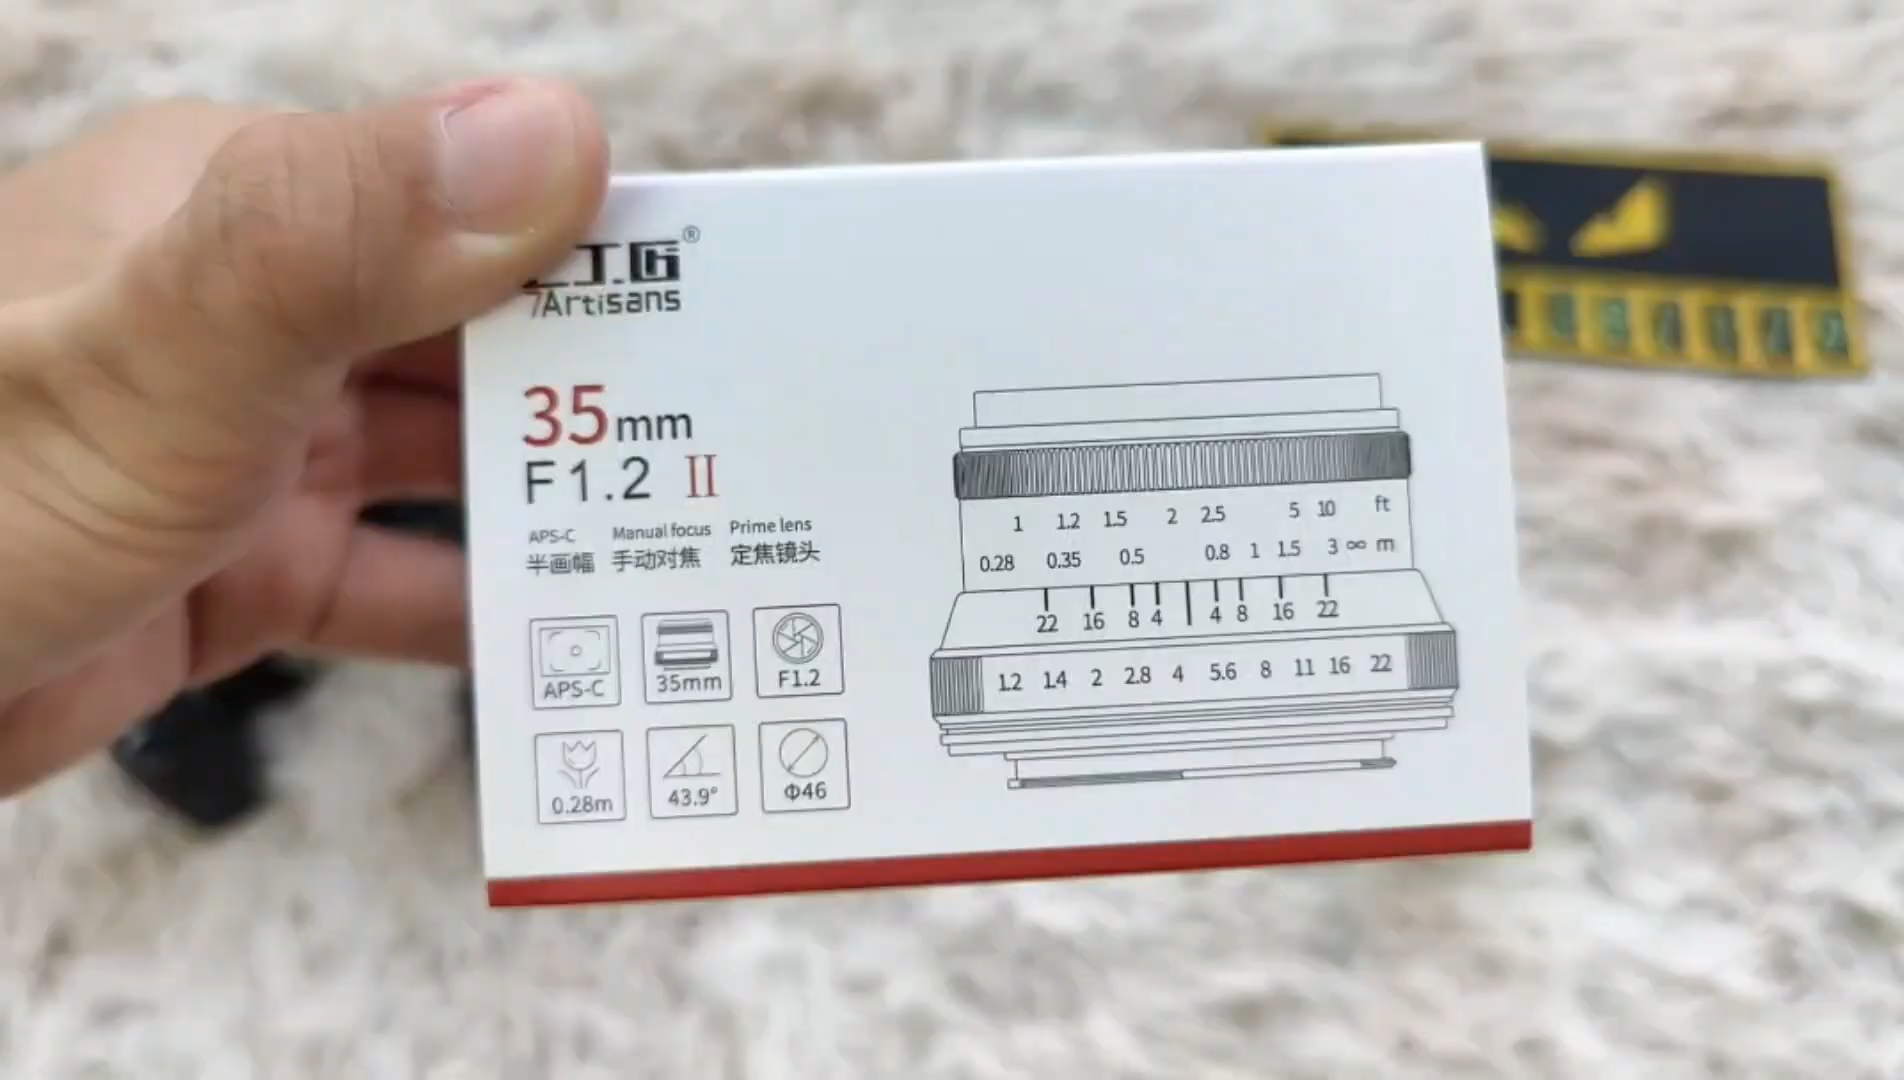 工匠®
7Artisans
35mm
F1.2 II
APS-C Manual focus Prime lens
半画幅 手动对焦 定焦镜头
APS-C 35mm F1.2
0.28m 43.9° Φ46
1 1.2 1.5 2 2.5 5 10 ft
0.28 0.35 0.5 0.8 1 1.5 3 ∞ m
22 16 8 4 4 8 16 22
1.2 1.4 2 2.8 4 5.6 8 11 16 22